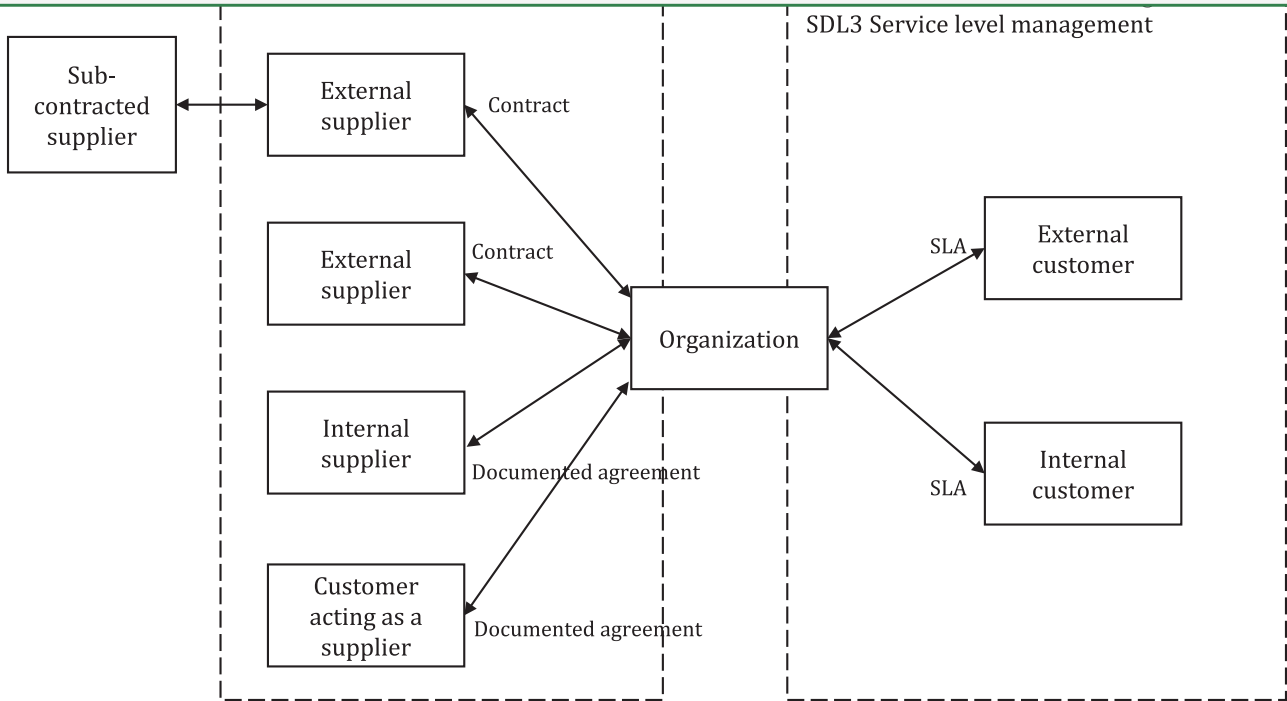 SDL3 Service level management
Sub-
contracted
supplier
External
supplier
Contract
External
supplier
Contract
Internal
supplier
Documented agreement
Customer
acting as a
supplier
Documented agreement
Organization
SLA
External
customer
SLA
Internal
customer